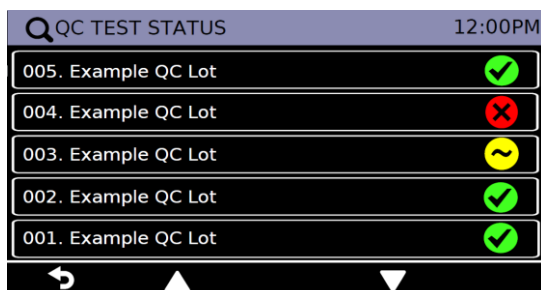 QC TEST STATUS 12:00PM
005. Example QC Lot
004. Example QC Lot
003. Example QC Lot
002. Example QC Lot
001. Example QC Lot